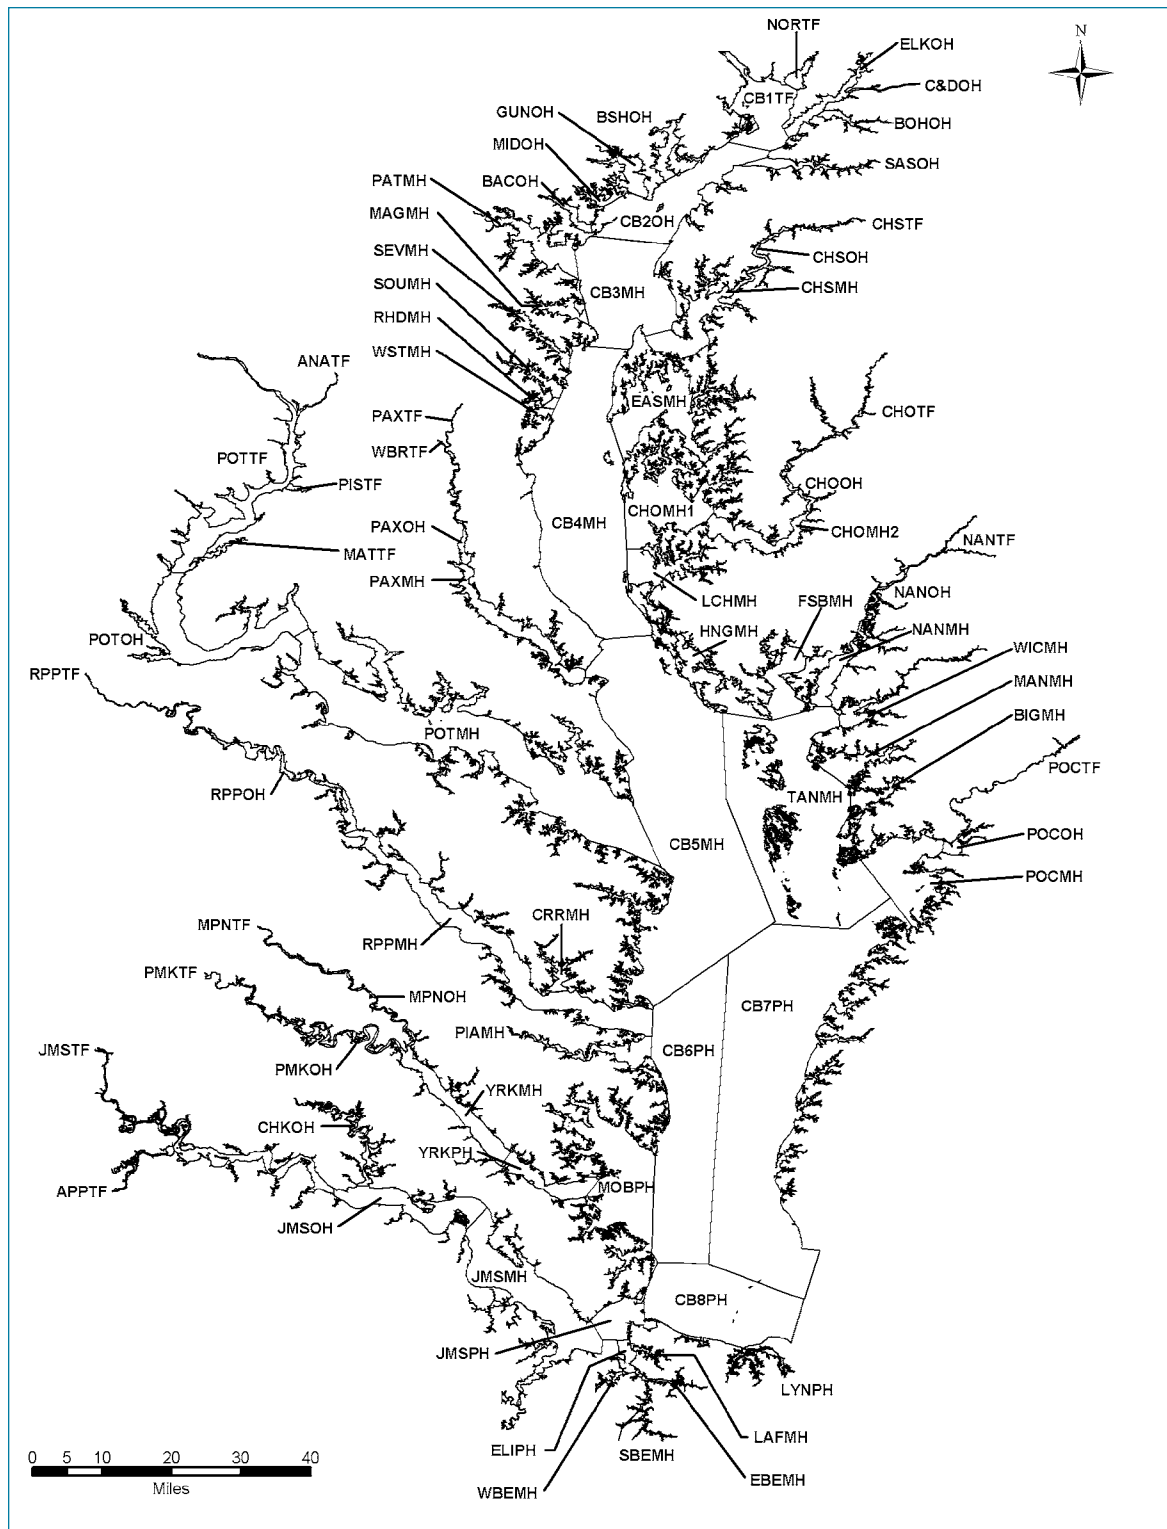 NORTF
N
ELKOH
C&DOH
CB1TF
GUNOH
BSHOH
BOHOH
MIDOH
SASOH
PATMH
BACOH
MAGMH
CB2OH
CHSTF
SEVMH
CHSOH
SOUMH
CB3MH
CHSMH
RHDMH
WSTMH
ANATF
EASMH
PAXTF
CHOTF
WBRTF
POTTF
PISTF
CHOOH
CHOMH1
PAXOH
CB4MH
CHOMH2
NANTF
MATTF
PAXMH
LCHMH
FSBMH
NANOH
POTOH
HNGMH
NANMH
WICMH
RPPTF
MANMH
BIGMH
POTMH
POCTF
RPPOH
TANMH
CB5MH
POCOH
POCMH
CRRMH
MPNTF
RPPMH
PMKTF
MPNOH
CB7PH
PIAMH
CB6PH
JMSTF
PMKOH
YRKMH
CHKOH
YRKPH
APPTF
MOBPH
JMSOH
JMSMH
CB8PH
JMSPH
LYNPH
LAFMH
ELIPH
SBEMH
EBEMH
WBEMH
0 5 10 20 30 40
Miles